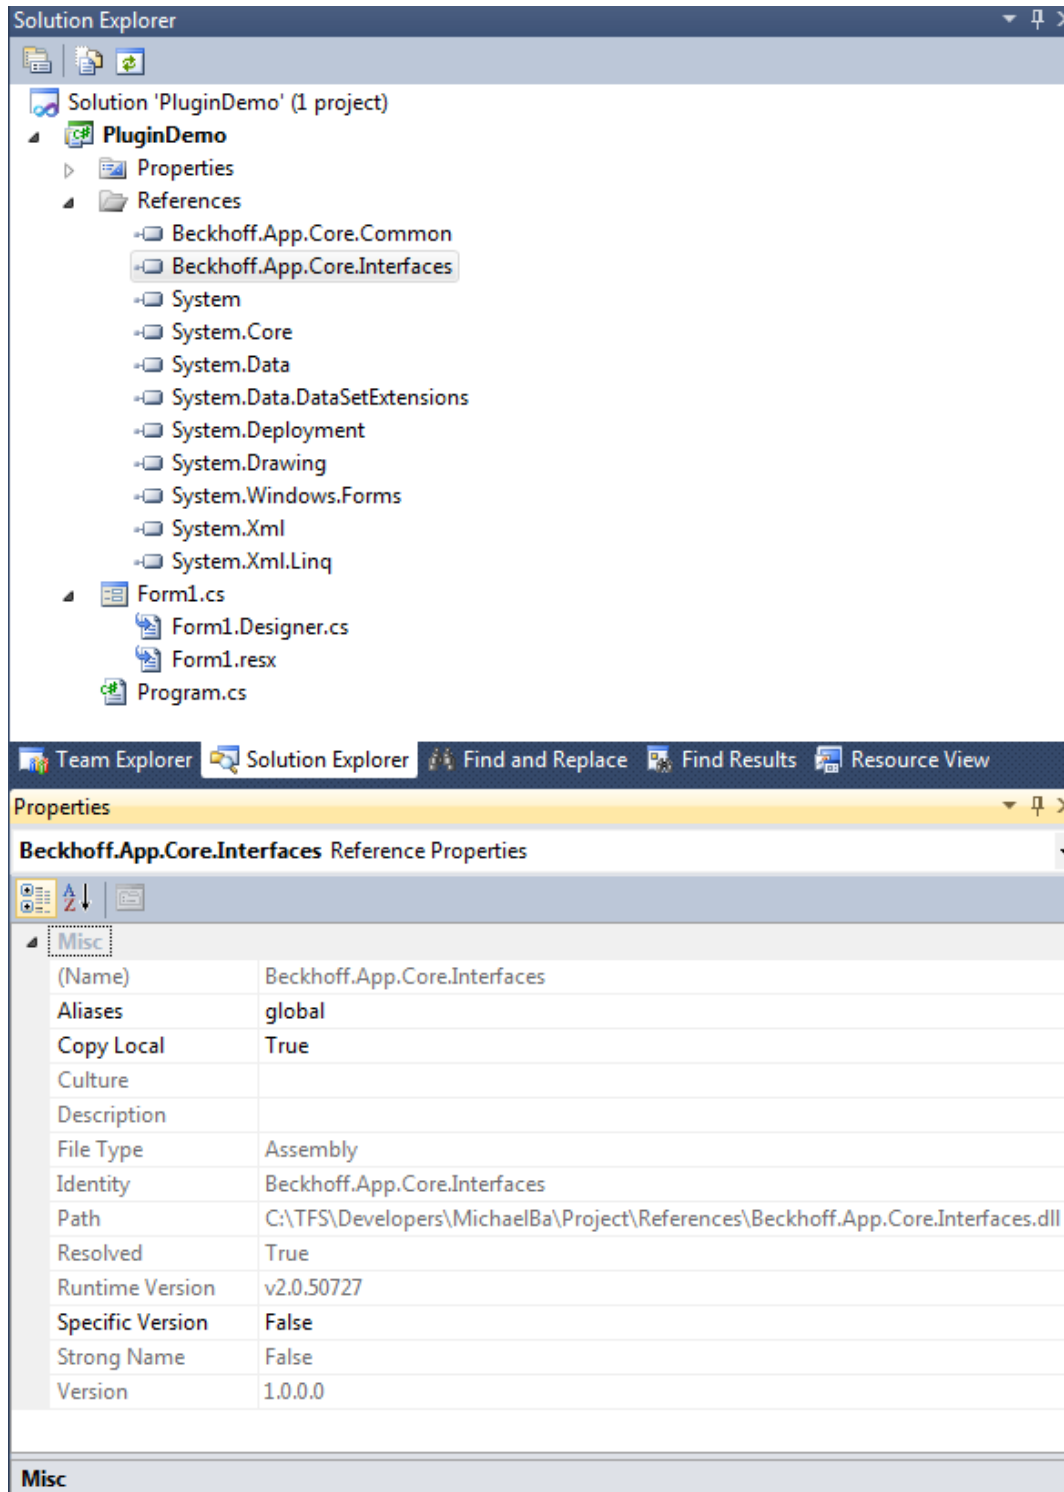 Solution Explorer
Solution 'PluginDemo' (1 project)
PluginDemo
Properties
References
Beckhoff.App.Core.Common
Beckhoff.App.Core.Interfaces
System
System.Core
System.Data
System.Data.DataSetExtensions
System.Deployment
System.Drawing
System.Windows.Forms
System.Xml
System.Xml.Linq
Form1.cs
Form1.Designer.cs
Form1.resx
Program.cs
Team Explorer Solution Explorer Find and Replace Find Results Resource View
Properties
Beckhoff.App.Core.Interfaces Reference Properties
Misc
(Name) Beckhoff.App.Core.Interfaces
Aliases global
Copy Local True
Culture
Description
File Type Assembly
Identity Beckhoff.App.Core.Interfaces
Path C:\TFS\Developers\MichaelBa\Project\References\Beckhoff.App.Core.Interfaces.dll
Resolved True
Runtime Version v2.0.50727
Specific Version False
Strong Name False
Version 1.0.0.0
Misc